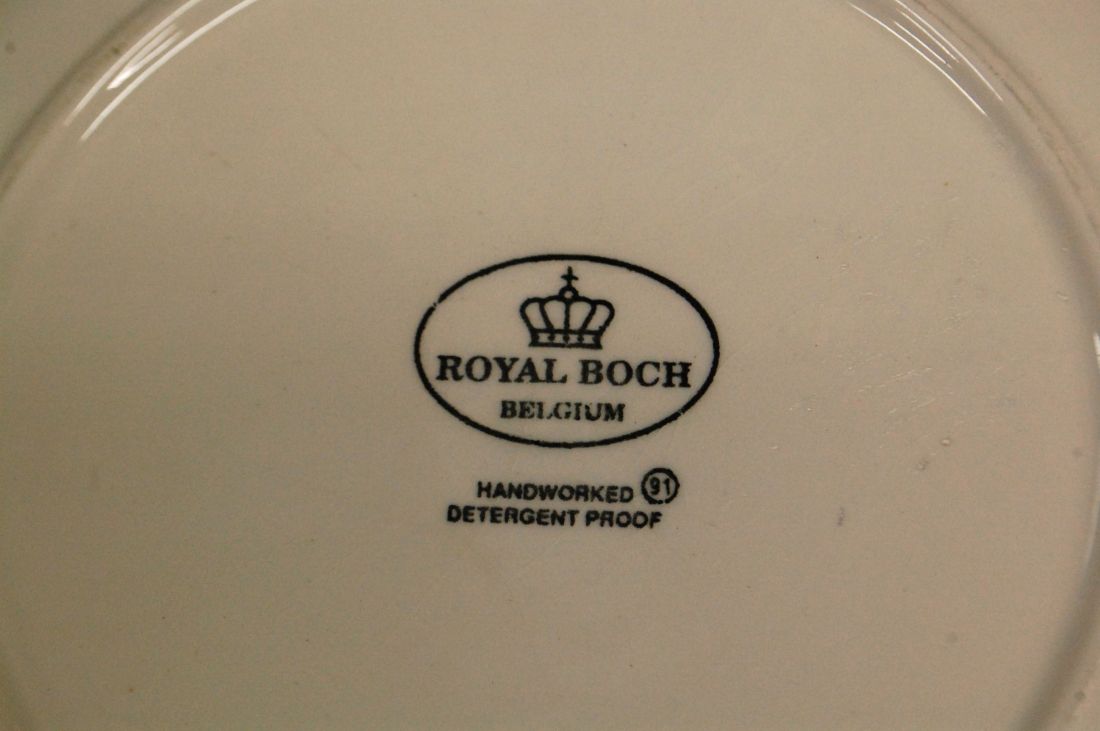 ROYAL BOCH
BELGIUM
HANDWORKED 91
DETERGENT PROOF